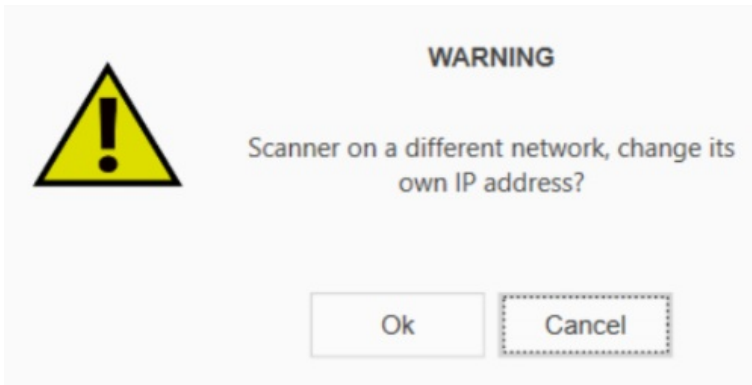 WARNING
Scanner on a different network, change its
own IP address?
Ok
Cancel